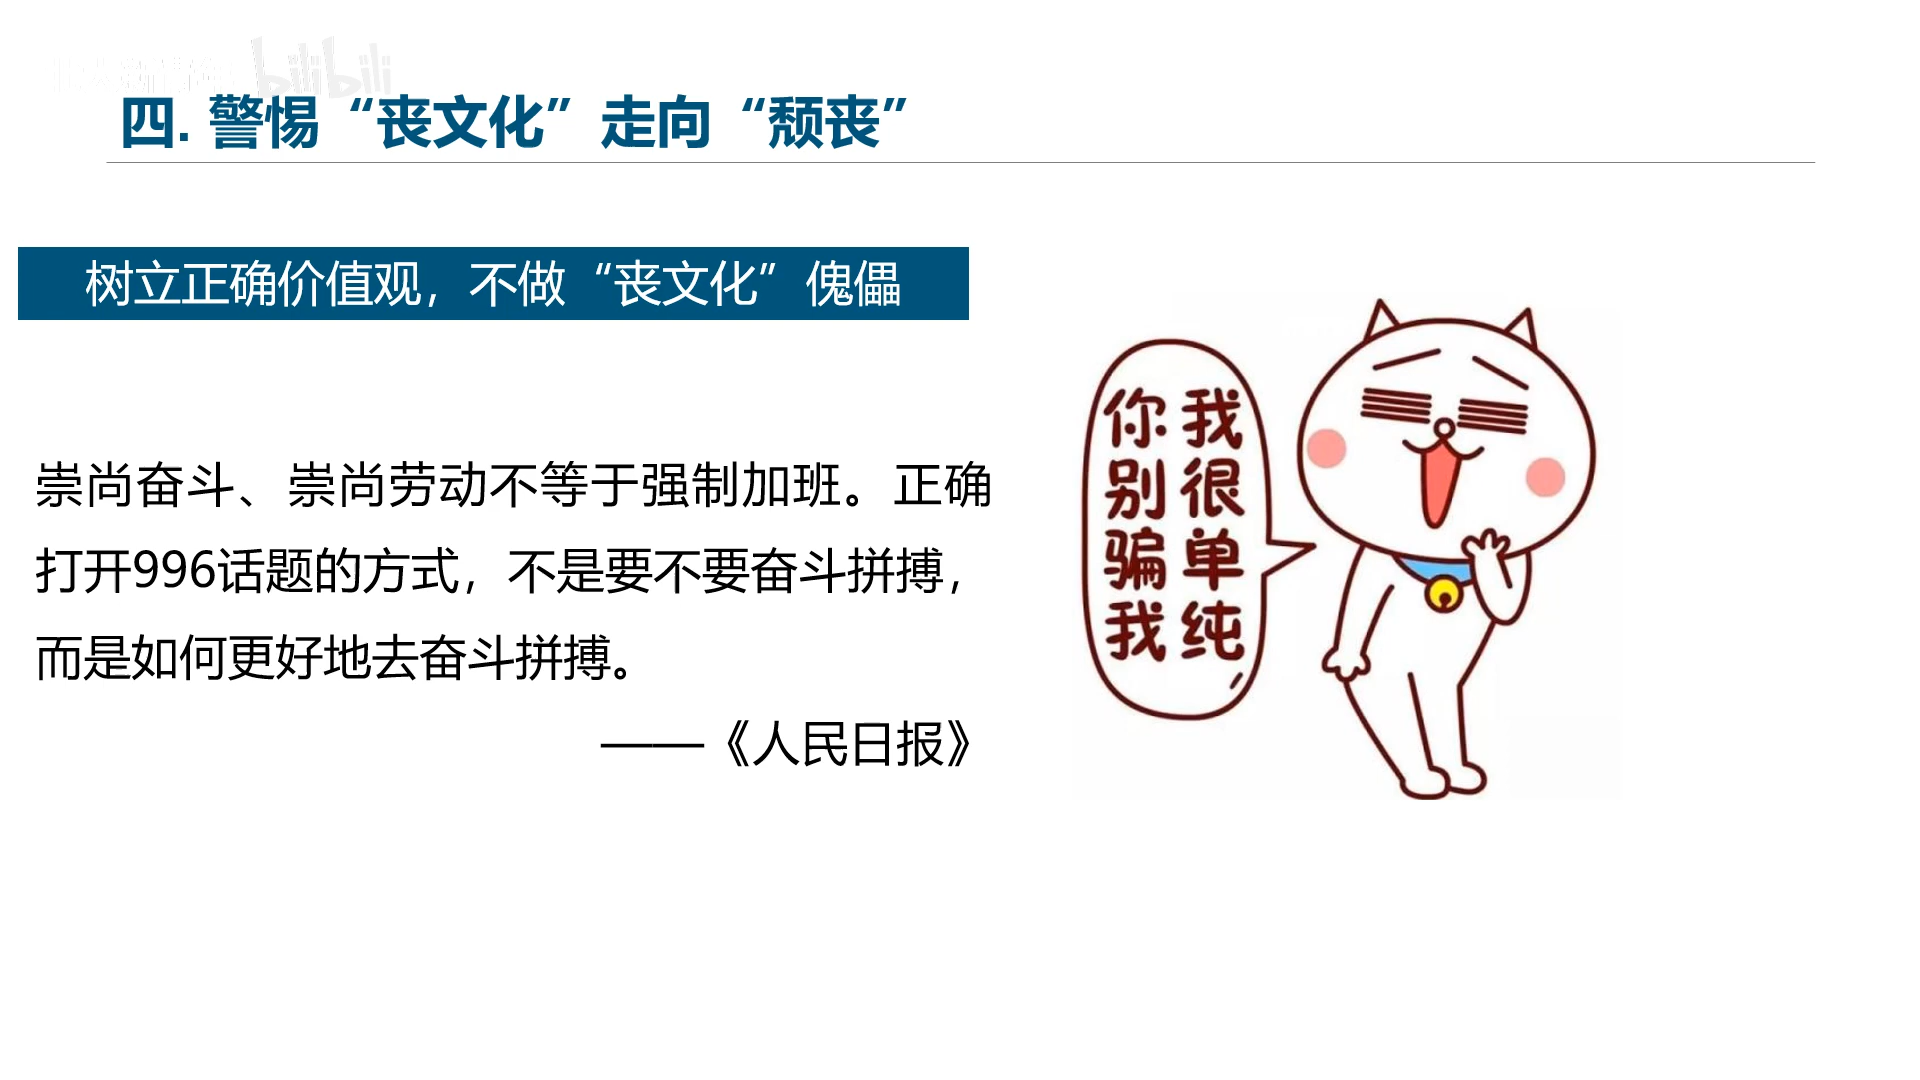 bilibili
四. 警惕“丧文化”走向“颓丧”
树立正确价值观，不做“丧文化”傀儡
崇尚奋斗、崇尚劳动不等于强制加班。正确
打开996话题的方式，不是要不要奋斗拼搏，
而是如何更好地去奋斗拼搏。
——《人民日报》
我很单纯
你别骗我